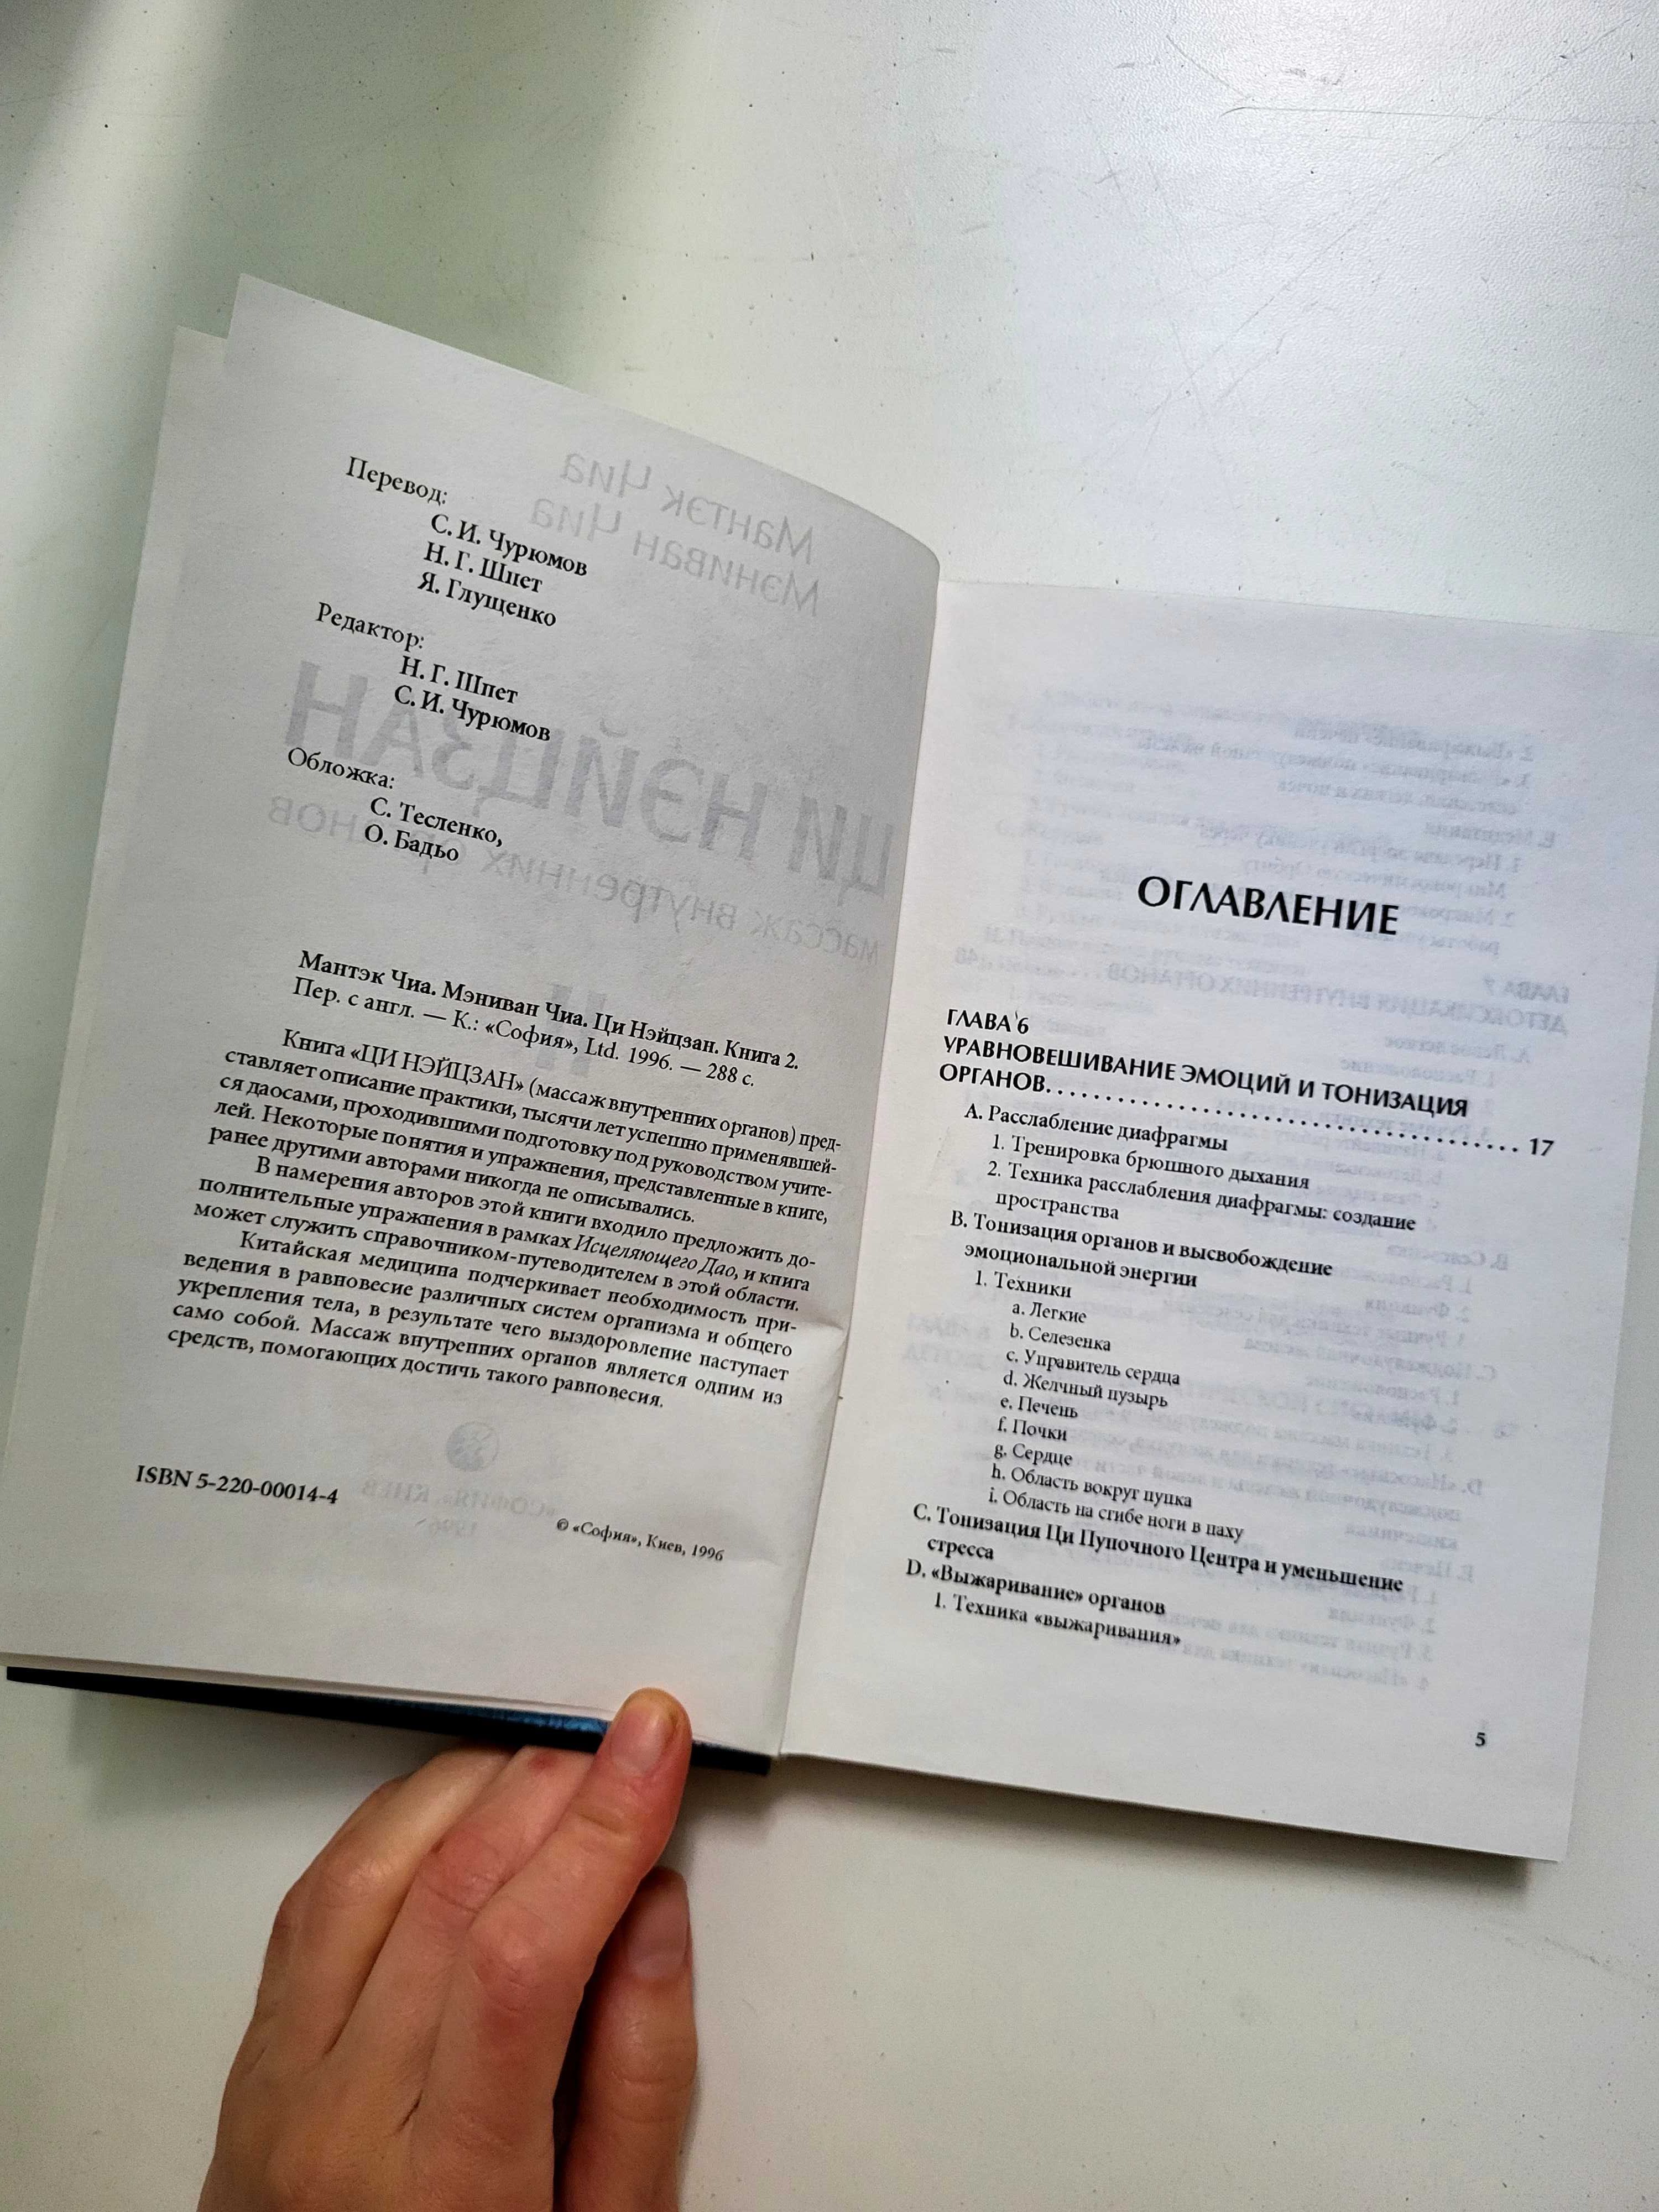 Перевод:
С. И. Чурюмов
Н. Г. Шпет
Я. Глущенко
Редактор:
Н. Г. Шпет
С. И. Чурюмов
Обложка:
С. Тесленко,
О. Бадьо
Мантэк Чиа. Мэниван Чиа. Ци Нэйцзан. Книга 2.
Пер. с англ. — К.: «София», Ltd. 1996. — 288 с.
Книга «ЦИ НЭЙЦЗАН» (массаж внутренних органов) пред-
ставляет описание практики, тысячи лет успешно применявшей-
ся даосами, проходившими подготовку под руководством учите-
лей. Некоторые понятия и упражнения, представленные в книге,
ранее другими авторами никогда не описывались.
В намерения авторов этой книги входило предложить до-
полнительные упражнения в рамках Исцеляющего Дао, и книга
может служить справочником-путеводителем в этой области.
Китайская медицина подчеркивает необходимость при-
ведения в равновесие различных систем организма и общего
укрепления тела, в результате чего выздоровление наступает
само собой. Массаж внутренних органов является одним из
средств, помогающих достичь такого равновесия.
ISBN 5-220-00014-4
© «София», Киев, 1996
ОГЛАВЛЕНИЕ
ГЛАВА 6
УРАВНОВЕШИВАНИЕ ЭМОЦИЙ И ТОНИЗАЦИЯ
ОРГАНОВ. . . . . . . . . . . . . . . . . . . . . . . . . . . . . . . . . . . . . . . . 17
A. Расслабление диафрагмы
1. Тренировка брюшного дыхания
2. Техника расслабления диафрагмы: создание
пространства
B. Тонизация органов и высвобождение
эмоциональной энергии
1. Техники
a. Легкие
b. Селезенка
c. Управитель сердца
d. Желчный пузырь
e. Печень
f. Почки
g. Сердце
h. Область вокруг пупка
i. Область на сгибе ноги в паху
C. Тонизация Ци Пупочного Центра и уменьшение
стресса
D. «Выжаривание» органов
1. Техника «выжаривания»
5